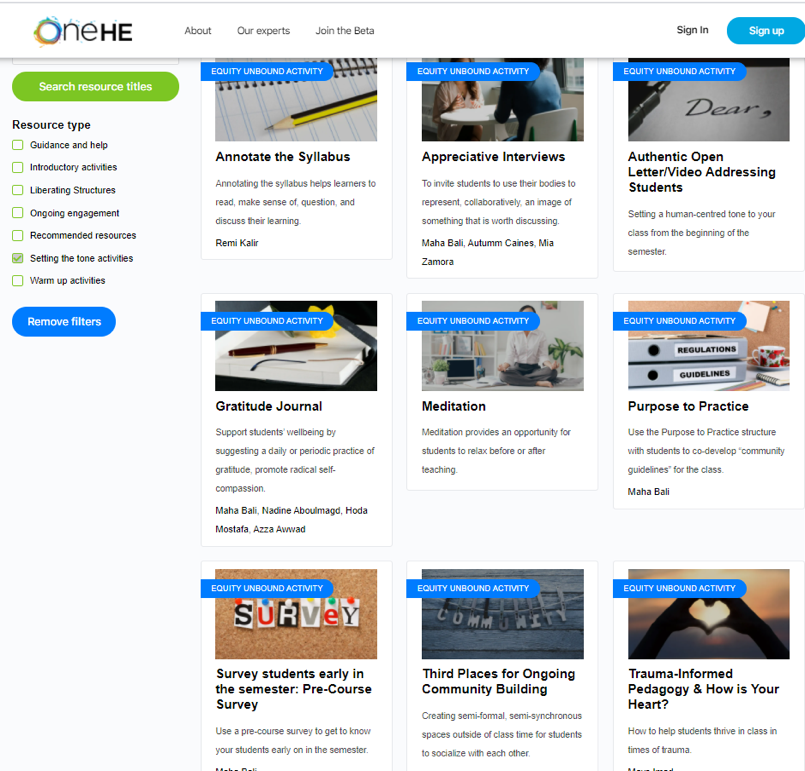 OneHE
About
Our experts
Join the Beta
Sign In
Sign up
Search resource titles
Resource type
Guidance and help
Introductory activities
Liberating Structures
Ongoing engagement
Recommended resources
Setting the tone activities
Warm up activities
Remove filters
EQUITY UNBOUND ACTIVITY
Annotate the Syllabus
Annotating the syllabus helps learners to
read, make sense of, question, and
discuss their learning.
Remi Kalir
EQUITY UNBOUND ACTIVITY
Appreciative Interviews
To invite students to use their bodies to
represent, collaboratively, an image of
something that is worth discussing.
Maha Bali, Autumm Caines, Mia
Zamora
EQUITY UNBOUND ACTIVITY
Dear,
Authentic Open
Letter/Video Addressing
Students
Setting a human-centred tone to your
class from the beginning of the
semester.
EQUITY UNBOUND ACTIVITY
Gratitude Journal
Support students' wellbeing by
suggesting a daily or periodic practice of
gratitude, promote radical self-
compassion.
Maha Bali, Nadine Aboulmagd, Hoda
Mostafa, Azza Awwad
EQUITY UNBOUND ACTIVITY
Meditation
Meditation provides an opportunity for
students to relax before or after
teaching.
EQUITY UNBOUND ACTIVITY
REGULATIONS
GUIDELINES
Purpose to Practice
Use the Purpose to Practice structure
with students to co-develop “community
guidelines” for the class.
Maha Bali
EQUITY UNBOUND ACTIVITY
SURVeY
Survey students early in
the semester: Pre-Course
Survey
Use a pre-course survey to get to know
your students early on in the semester.
Maha Bali
EQUITY UNBOUND ACTIVITY
COMMUNITY
Third Places for Ongoing
Community Building
Creating semi-formal, semi-synchronous
spaces outside of class time for students
to socialize with each other.
EQUITY UNBOUND ACTIVITY
Trauma-Informed
Pedagogy & How is Your
Heart?
How to help students thrive in class in
times of trauma.